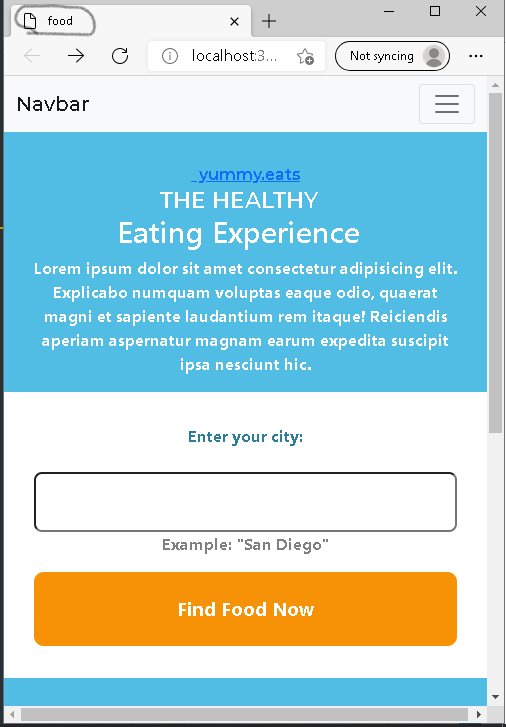 food
localhost:3...
Not syncing
Navbar
_yummy.eats
THE HEALTHY
Eating Experience
Lorem ipsum dolor sit amet consectetur adipisicing elit.
Explicabo numquam voluptas eaque odio, quaerat
magni et sapiente laudantium rem itaque! Reiciendis
aperiam aspernatur magnam earum expedita suscipit
ipsa nesciunt hic.
Enter your city:
Example: "San Diego"
Find Food Now